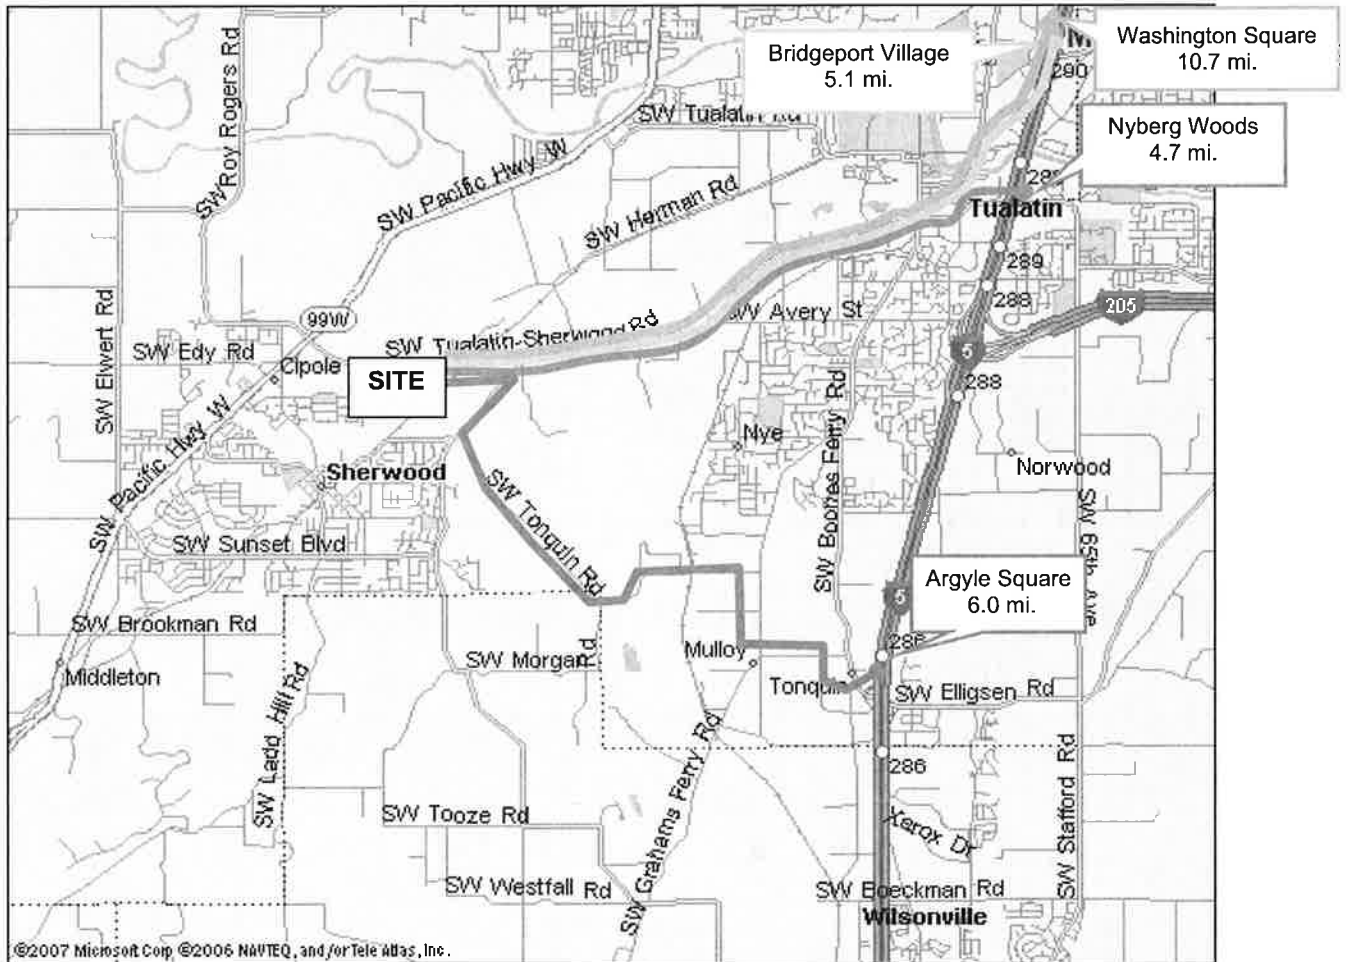 Bridgeport Village
5.1 mi.
Washington Square
10.7 mi.
Nyberg Woods
4.7 mi.
290
SW Roy Rogers Rd
SW Tualatin Rd
SW Pacific Hwy W
SW Herman Rd
Tualatin
289
288
205
SW Elwert Rd
99W
SW Avery St
SW Tualatin-Sherwood Rd
SW Edy Rd
Cipole
SITE
5
288
SW Pacific Hwy W
Sherwood
Nye
SW Boones Ferry Rd
Norwood
SW 65th Ave
SW Tonquin Rd
SW Sunset Blvd
Argyle Square
6.0 mi.
5
SW Brookman Rd
286
Middleton
SW Morgan Rd
Mulloy
Tonquin
SW Elligsen Rd
SW Ladd Hill Rd
SW Grahams Ferry Rd
286
SW Stafford Rd
SW Tooze Rd
Xerox Dr
SW Westfall Rd
SW Boeckman Rd
Wilsonville
©2007 Microsoft Corp ©2006 NAVTEQ, and/or Tele Atlas, Inc.